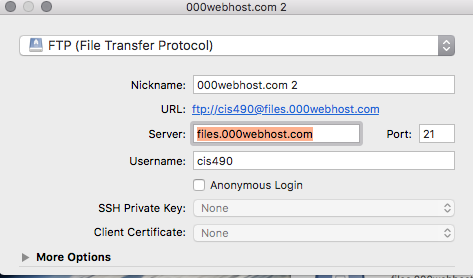 000webhost.com 2
FTP (File Transfer Protocol)
Nickname: 000webhost.com 2
URL: ftp://cis490@files.000webhost.com
Server: files.000webhost.com Port: 21
Username: cis490
Anonymous Login
SSH Private Key: None
Client Certificate: None
More Options